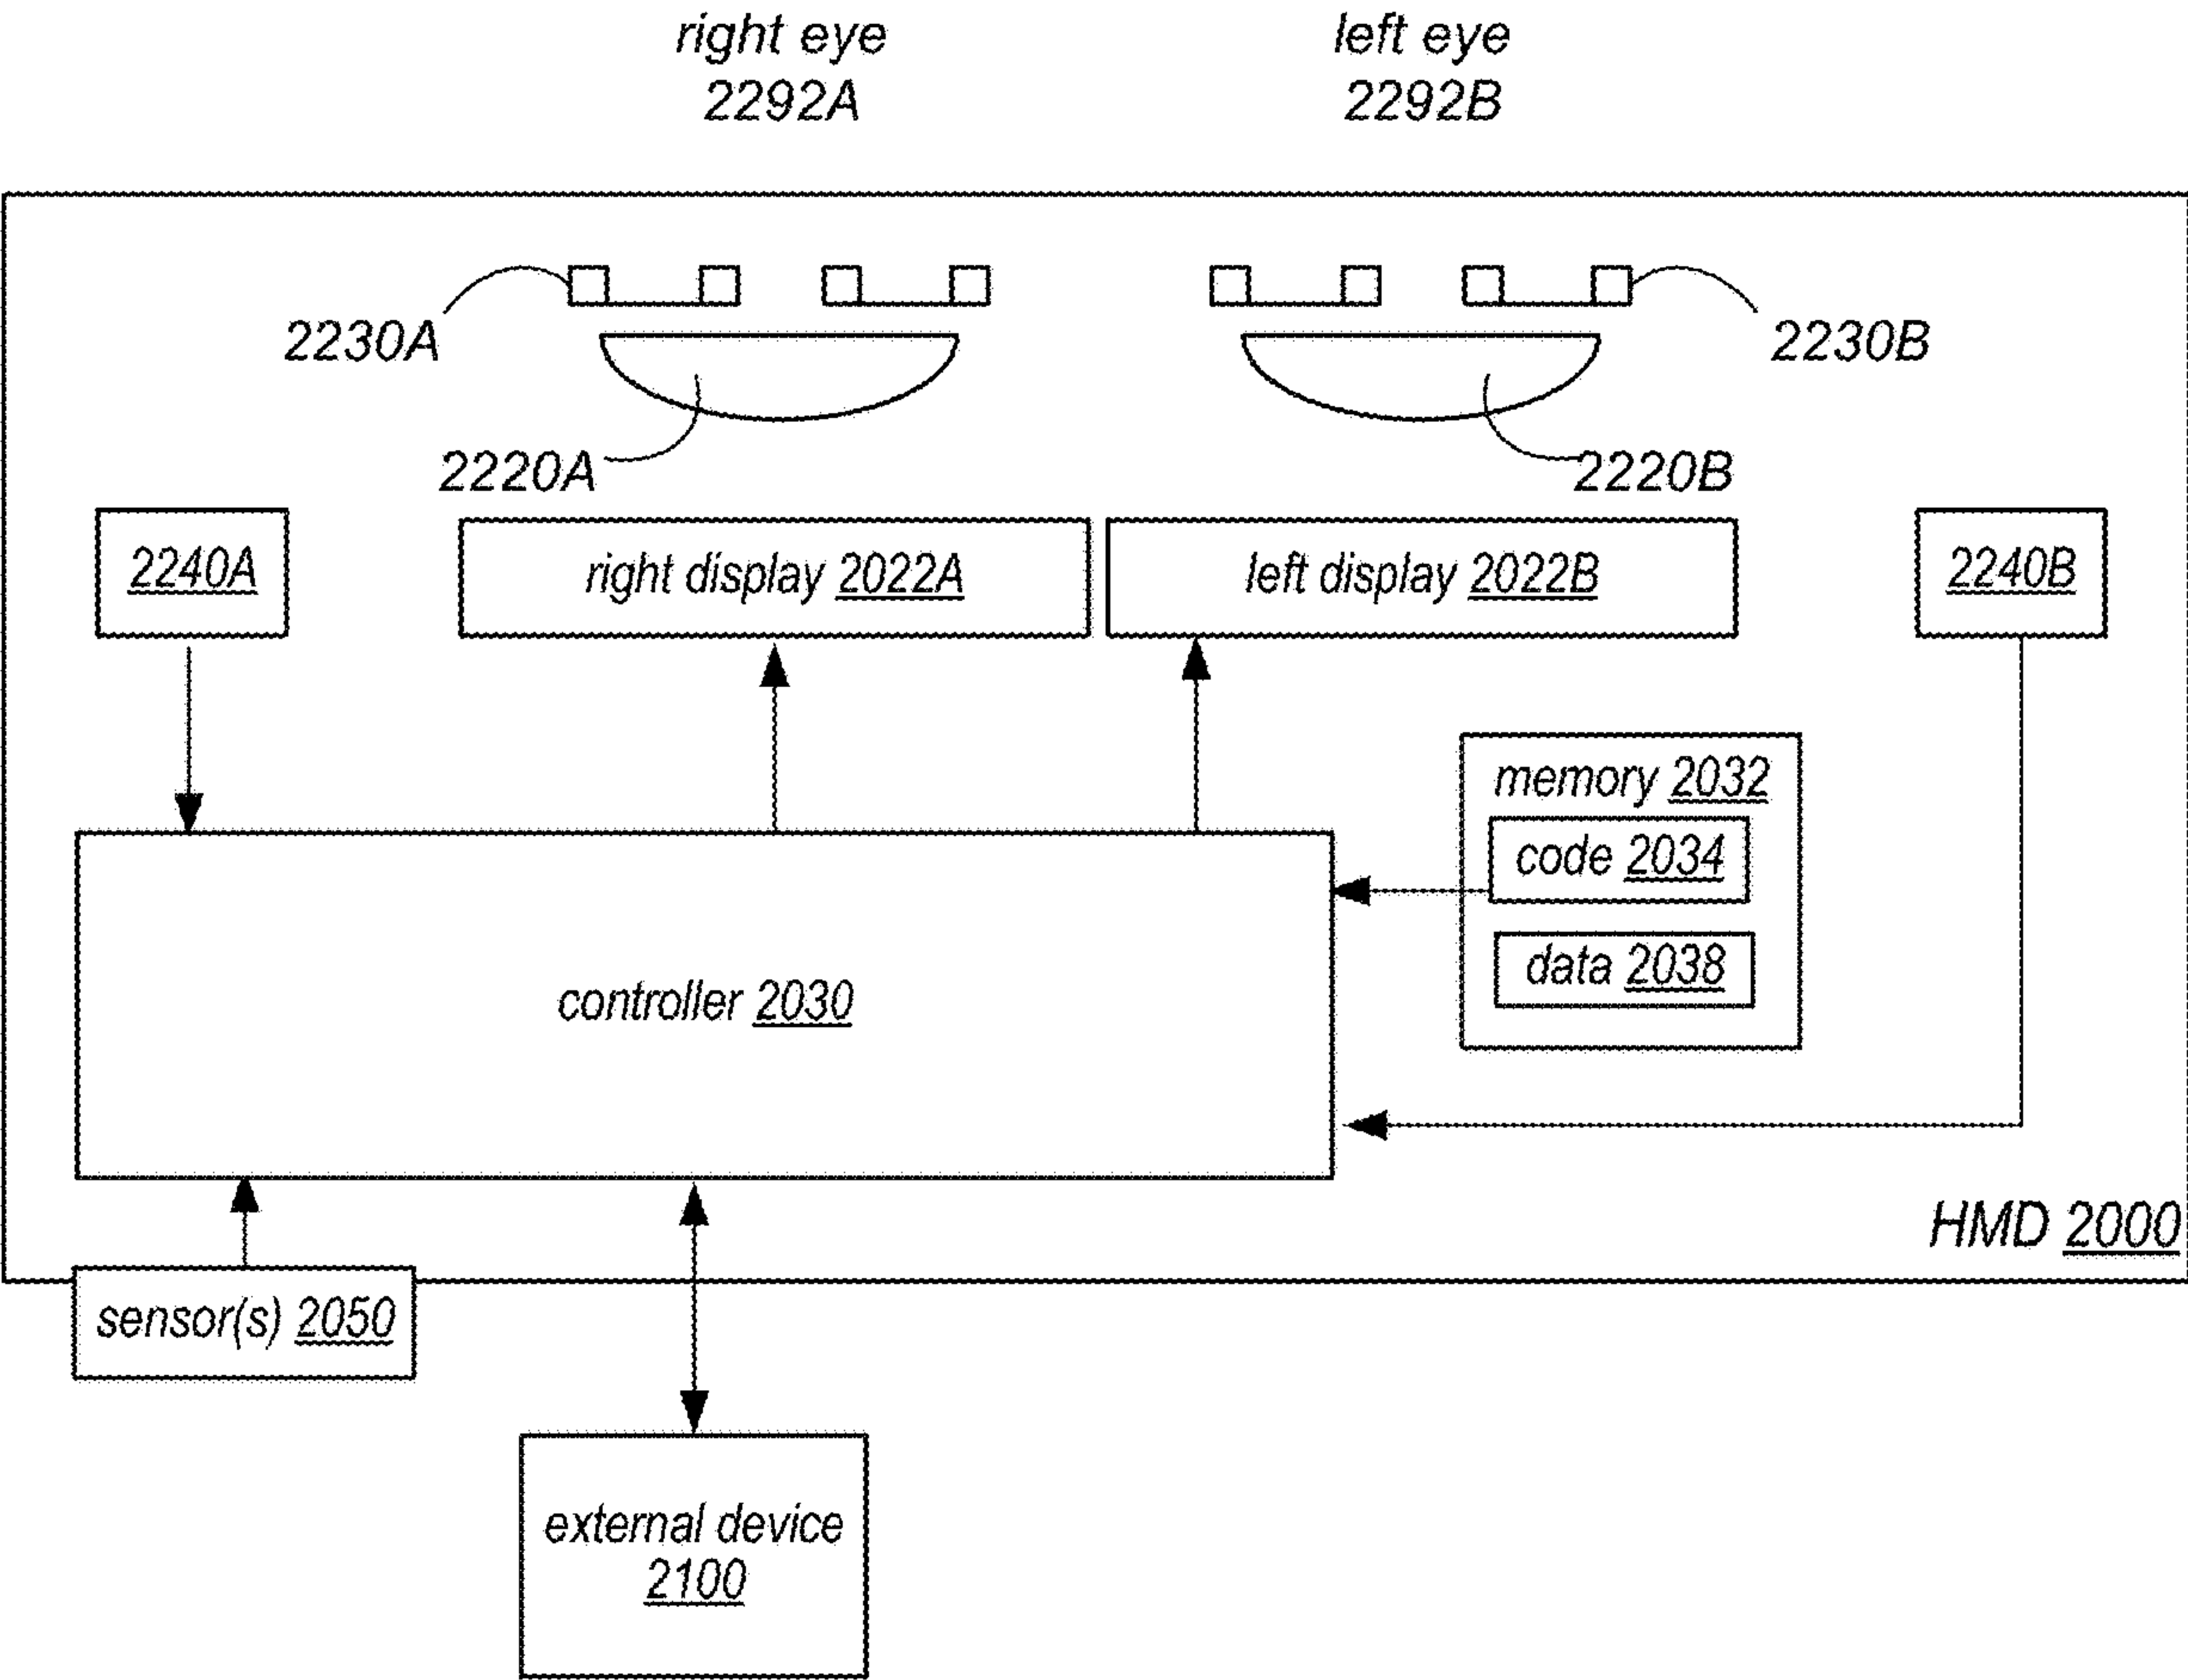 right eye
2292A
left eye
2292B
2230A
2230B
2220A
2220B
2240A
right display 2022A
left display 2022B
2240B
memory 2032
code 2034
data 2038
controller 2030
HMD 2000
sensor(s) 2050
external device
2100